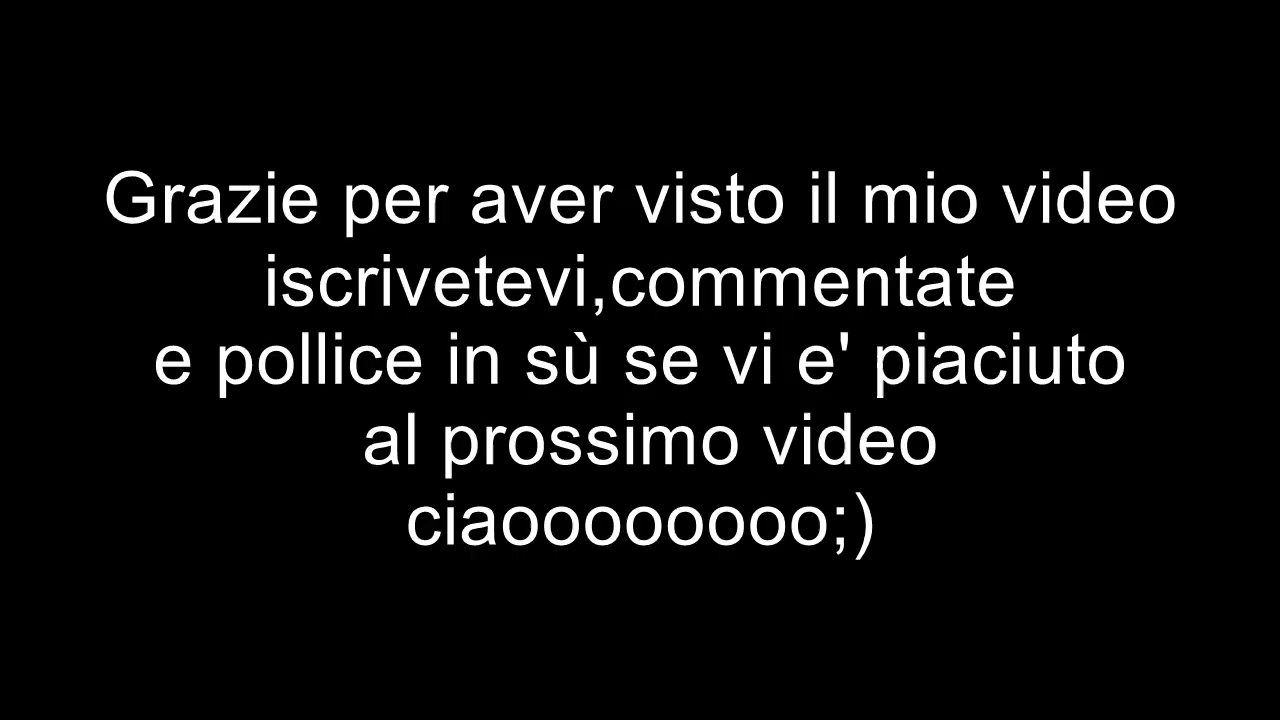 Grazie per aver visto il mio video
iscrivetevi,commentate
e pollice in sù se vi e' piaciuto
al prossimo video
ciaoooooooo;)